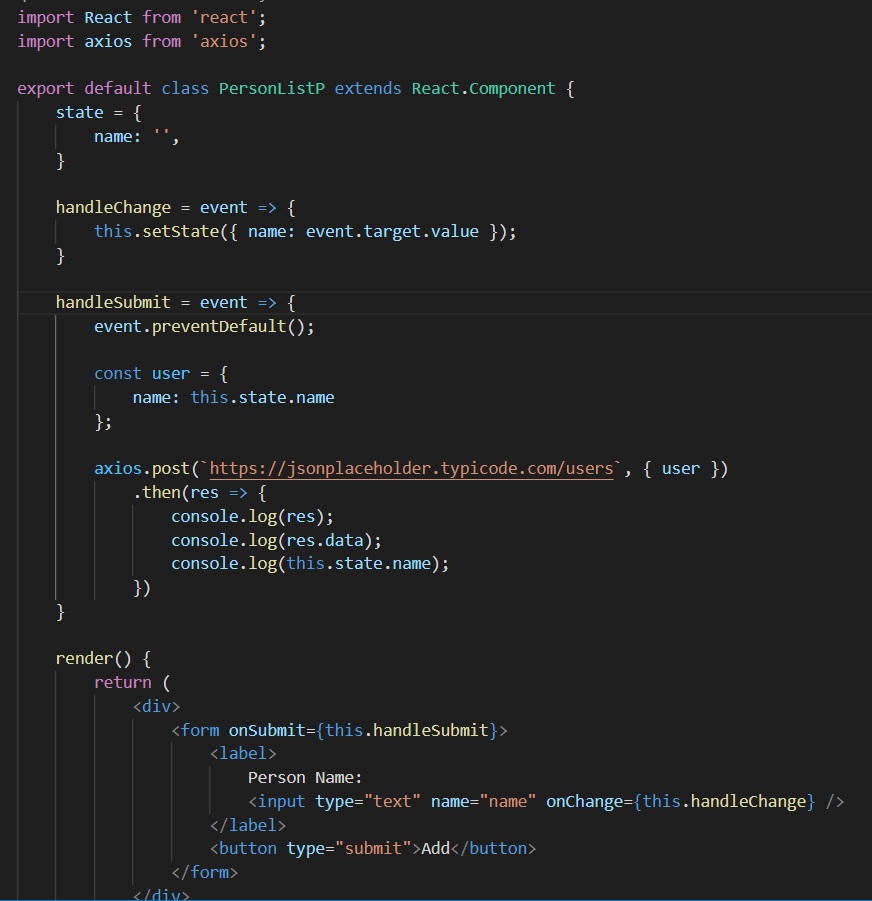 import React from 'react';
import axios from 'axios';

export default class PersonListP extends React.Component {
    state = {
        name: '',
    }

    handleChange = event => {
        this.setState({ name: event.target.value });
    }

    handleSubmit = event => {
        event.preventDefault();

        const user = {
            name: this.state.name
        };

        axios.post(`https://jsonplaceholder.typicode.com/users`, { user })
            .then(res => {
                console.log(res);
                console.log(res.data);
                console.log(this.state.name);
            })
    }

    render() {
        return (
            <div>
                <form onSubmit={this.handleSubmit}>
                    <label>
                        Person Name:
                        <input type="text" name="name" onChange={this.handleChange} />
                    </label>
                    <button type="submit">Add</button>
                </form>
            </div>